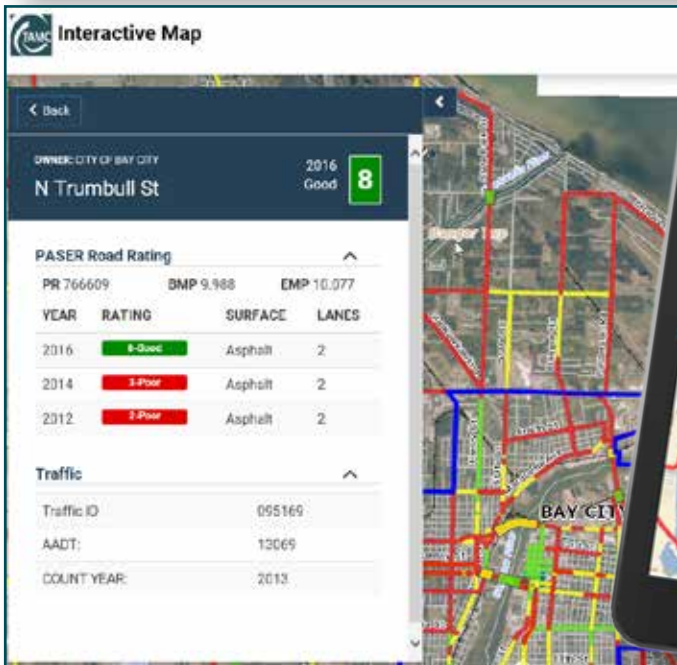 TAMC Interactive Map
Back
OWNER: CITY OF BAY CITY
N Trumbull St
2016
Good
8
PASER Road Rating
PR 766609 BMP 9.988 EMP 10.077
YEAR RATING SURFACE LANES
2016 8-Good Asphalt 2
2014 3-Poor Asphalt 2
2012 2-Poor Asphalt 2
Traffic
Traffic ID 095169
AADT: 13069
COUNT YEAR: 2013
BAY CITY